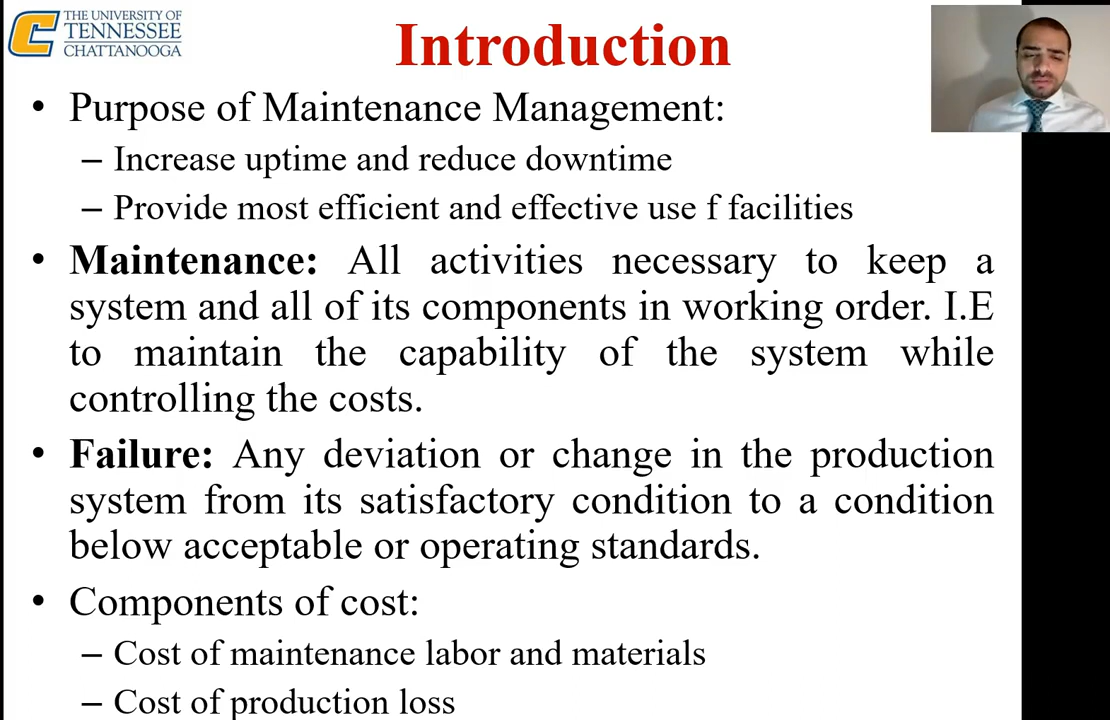 THE UNIVERSITY OF
TENNESSEE
CHATTANOOGA
Introduction
• Purpose of Maintenance Management:
– Increase uptime and reduce downtime
– Provide most efficient and effective use f facilities
• Maintenance: All activities necessary to keep a
system and all of its components in working order. I.E
to maintain the capability of the system while
controlling the costs.
• Failure: Any deviation or change in the production
system from its satisfactory condition to a condition
below acceptable or operating standards.
• Components of cost:
– Cost of maintenance labor and materials
– Cost of production loss